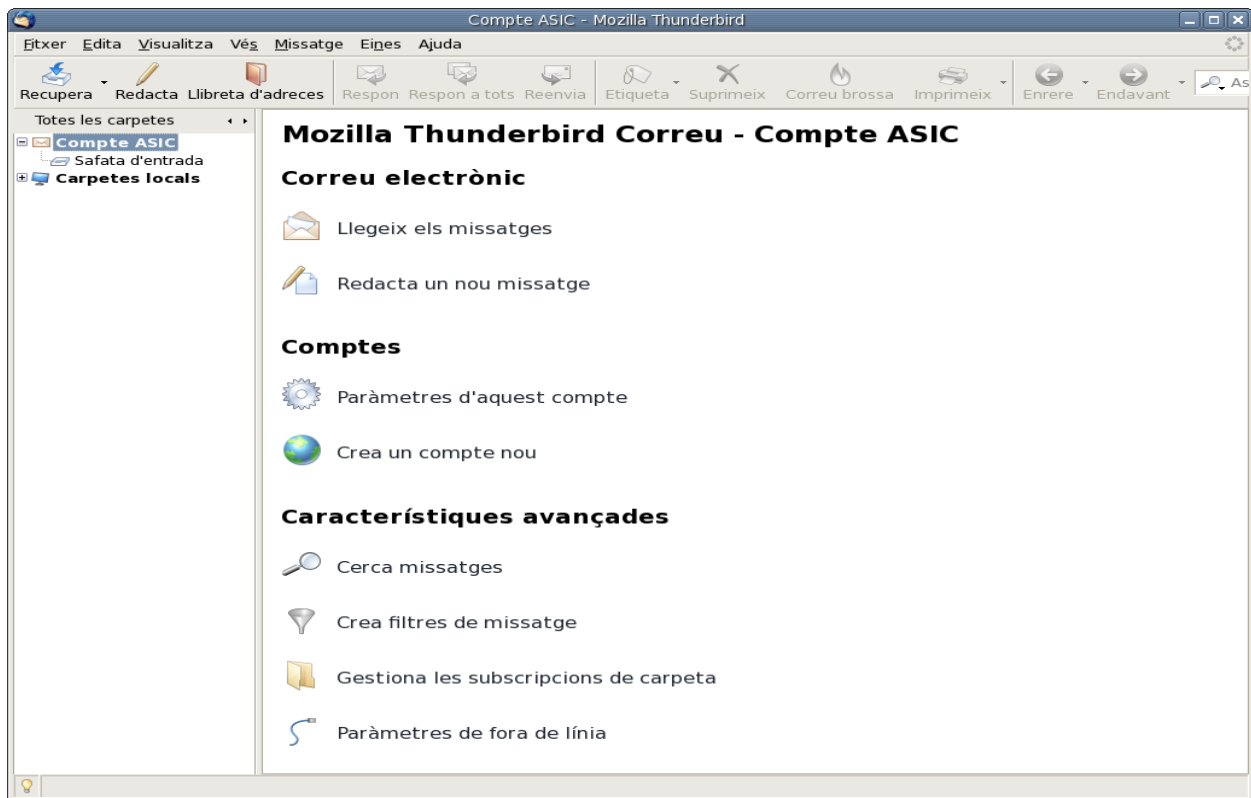 Compte ASIC - Mozilla Thunderbird
Fitxer Edita Visualitza Vés Missatge Eines Ajuda
Recupera Redacta Llibreta d'adreces Respon Respon a tots Reenvia Etiqueta Suprimeix Correu brossa Imprimeix Enrere Endavant As
Totes les carpetes
Compte ASIC
Safata d'entrada
Carpetes locals
Mozilla Thunderbird Correu - Compte ASIC
Correu electrònic
Llegeix els missatges
Redacta un nou missatge
Comptes
Paràmetres d'aquest compte
Crea un compte nou
Característiques avançades
Cerca missatges
Crea filtres de missatge
Gestiona les subscripcions de carpeta
Paràmetres de fora de línia